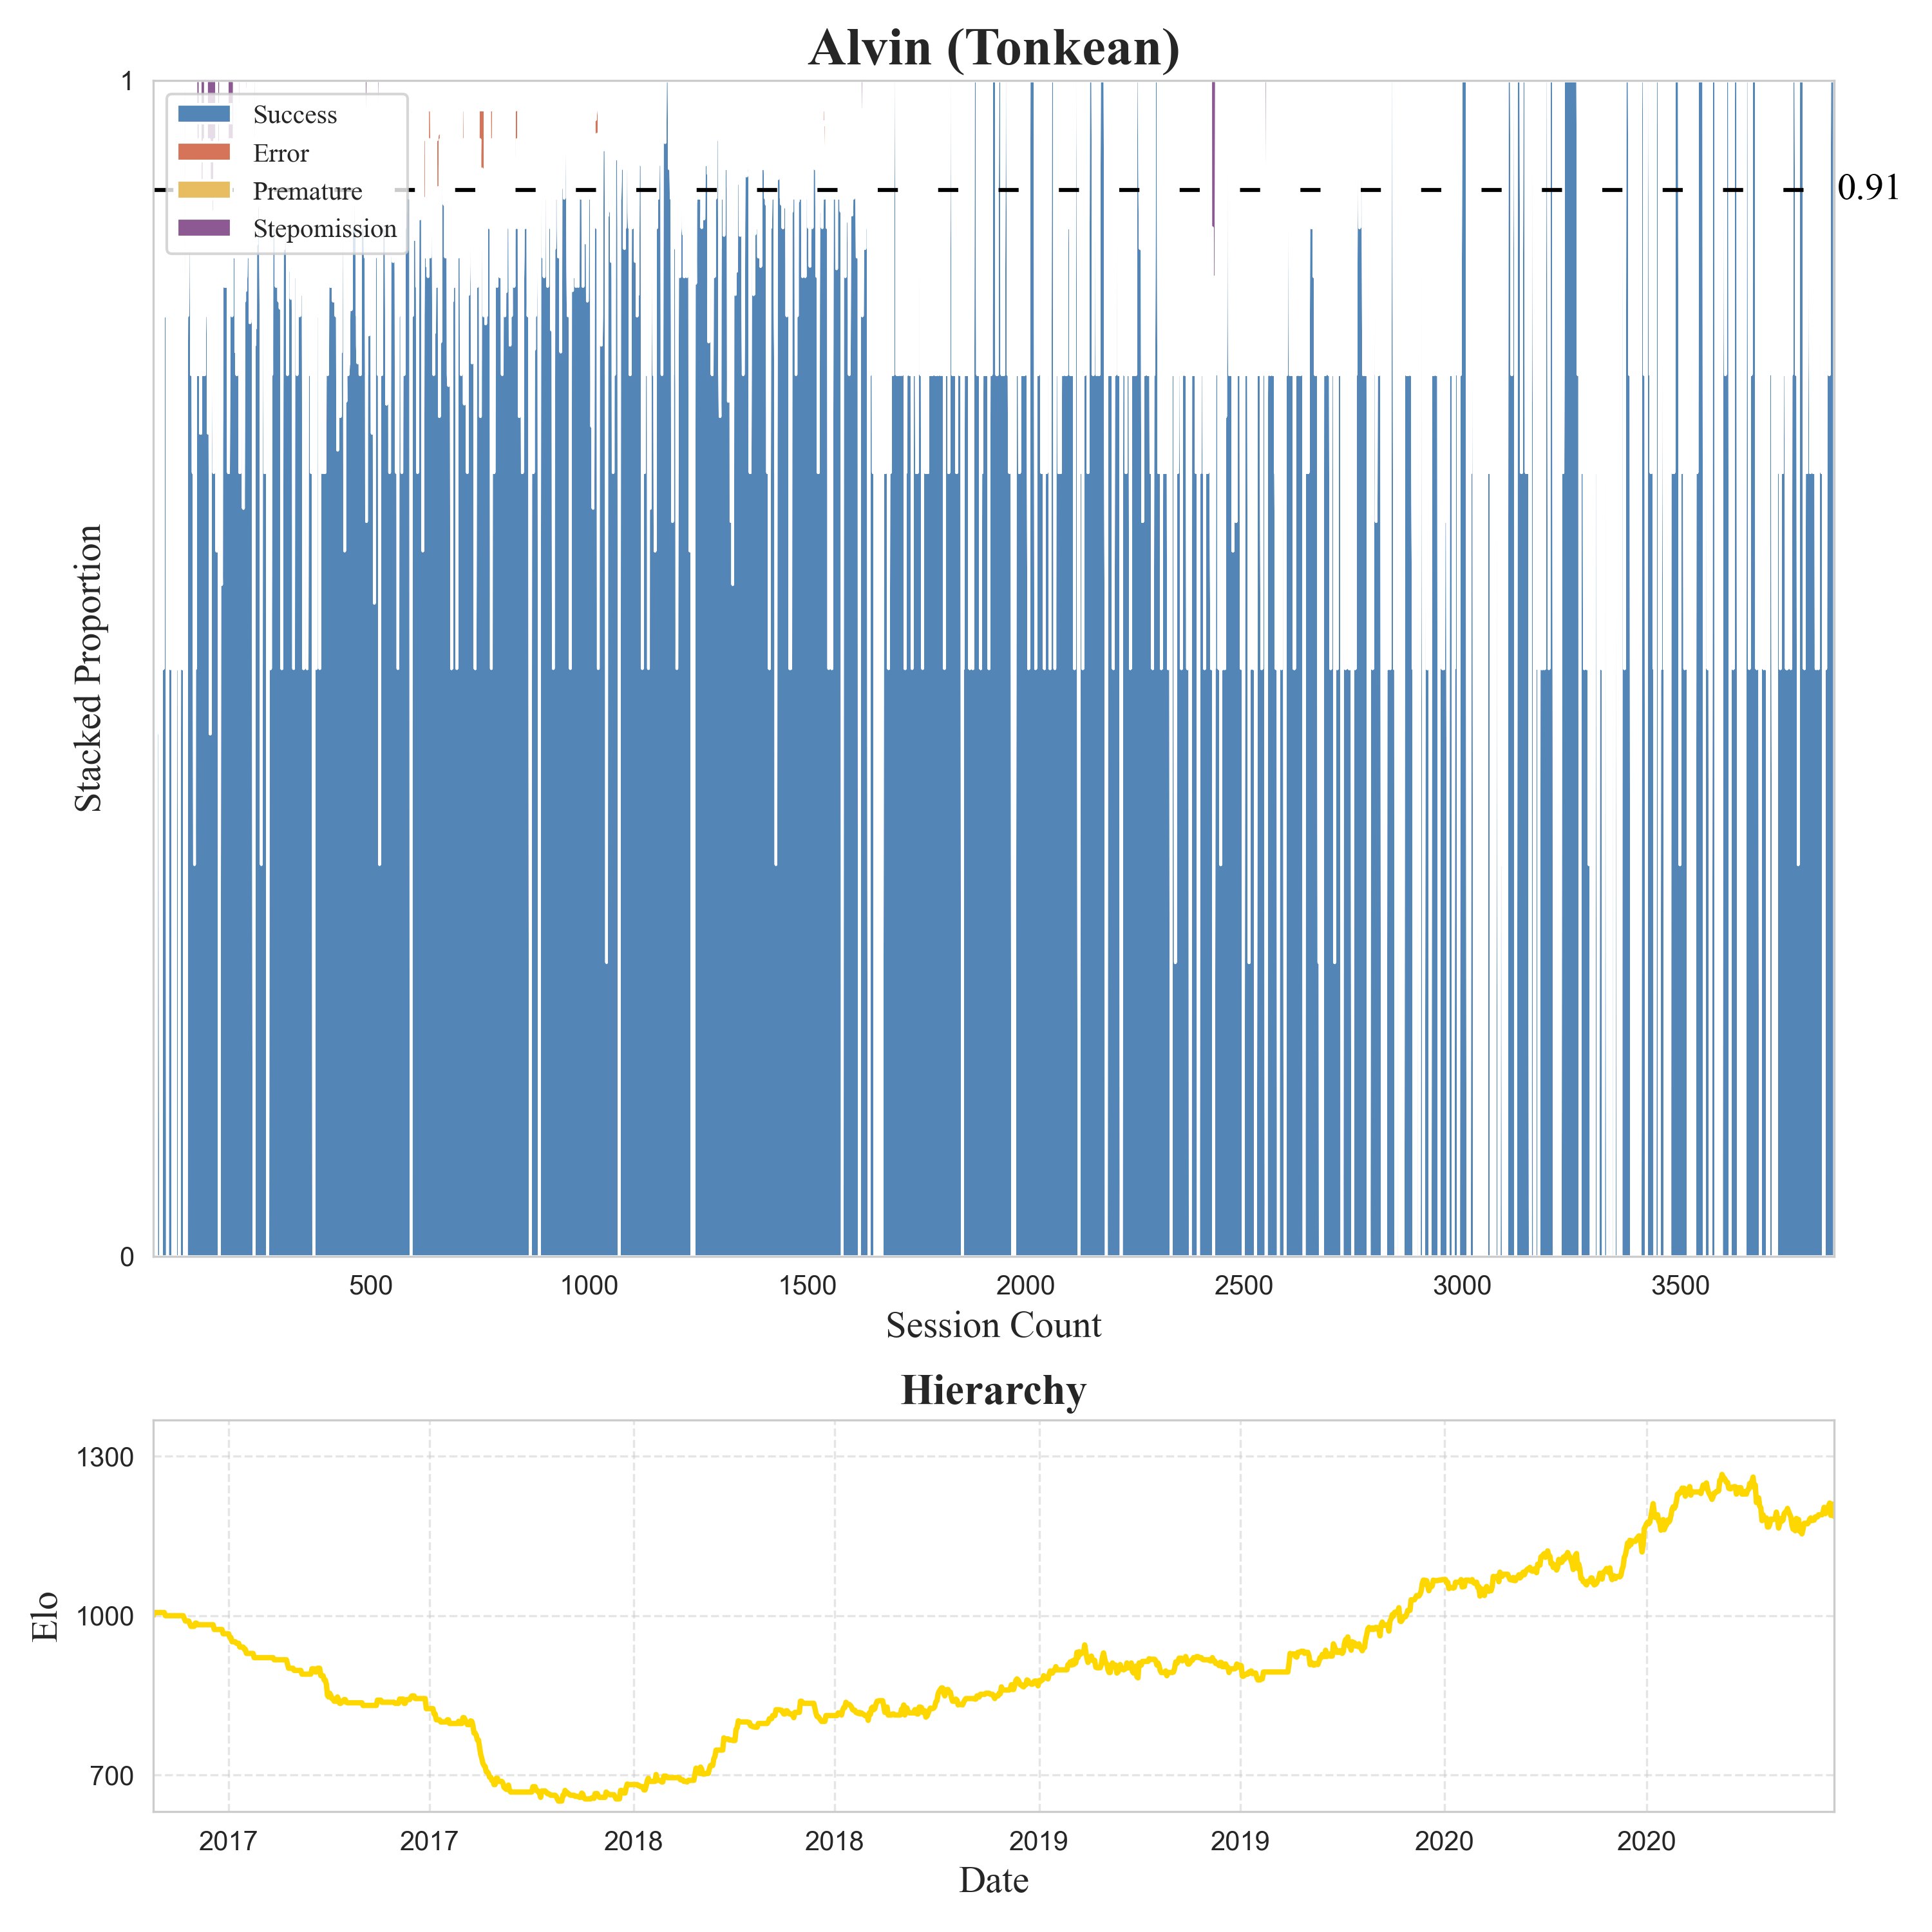 Alvin (Tonkean)
1
Success
Error
Premature
Stepomission
0.91
Stacked Proportion
0
500 1000 1500 2000 2500 3000 3500
Session Count
Hierarchy
1300
1000
700
Elo
2017 2017 2018 2018 2019 2019 2020 2020
Date